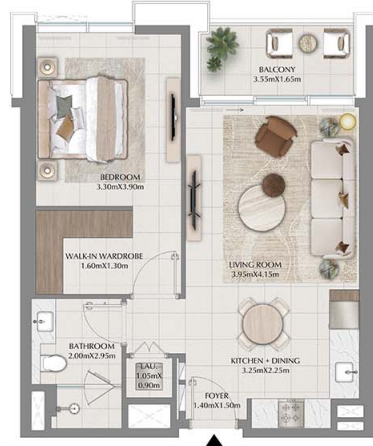 BALCONY
3.55mX1.65m
BEDROOM
3.30mX3.90m
WALK-IN WARDROBE
1.60mX1.30m
LIVING ROOM
3.95mX4.15m
BATHROOM
2.00mX2.95m
LAU.
1.05mX
0.90m
KITCHEN + DINING
3.25mX2.25m
FOYER
1.40mX1.50m